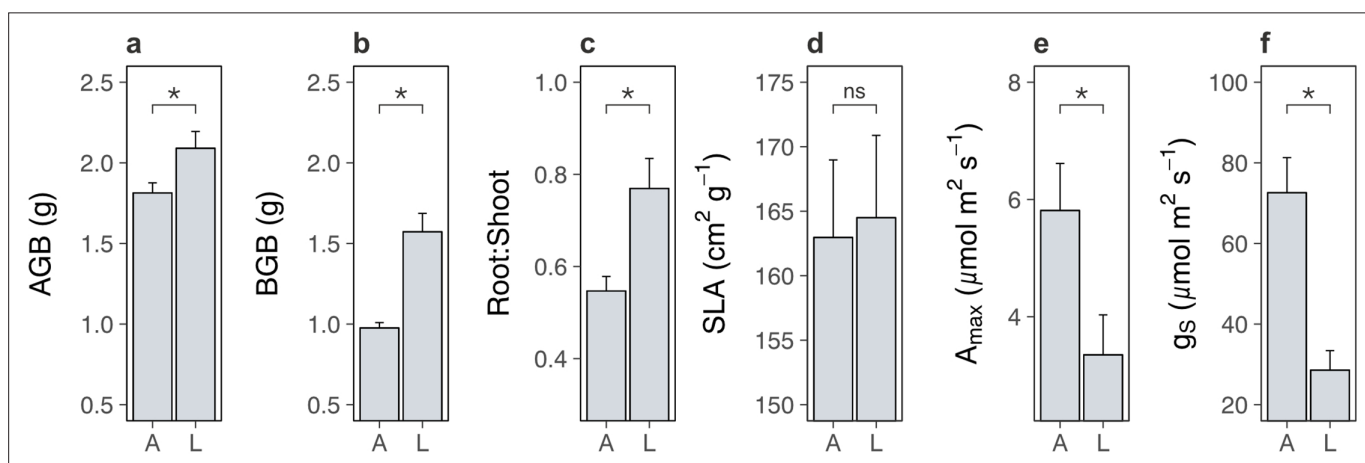 a
AGB (g)
2.5
2.0
1.5
1.0
0.5
*
A L
b
BGB (g)
2.5
2.0
1.5
1.0
0.5
*
A L
c
Root:Shoot
1.0
0.8
0.6
0.4
*
A L
d
SLA (cm² g⁻¹)
175
170
165
160
155
150
ns
A L
e
Amax (μmol m² s⁻¹)
8
6
4
*
A L
f
gS (μmol m² s⁻¹)
100
80
60
40
20
*
A L